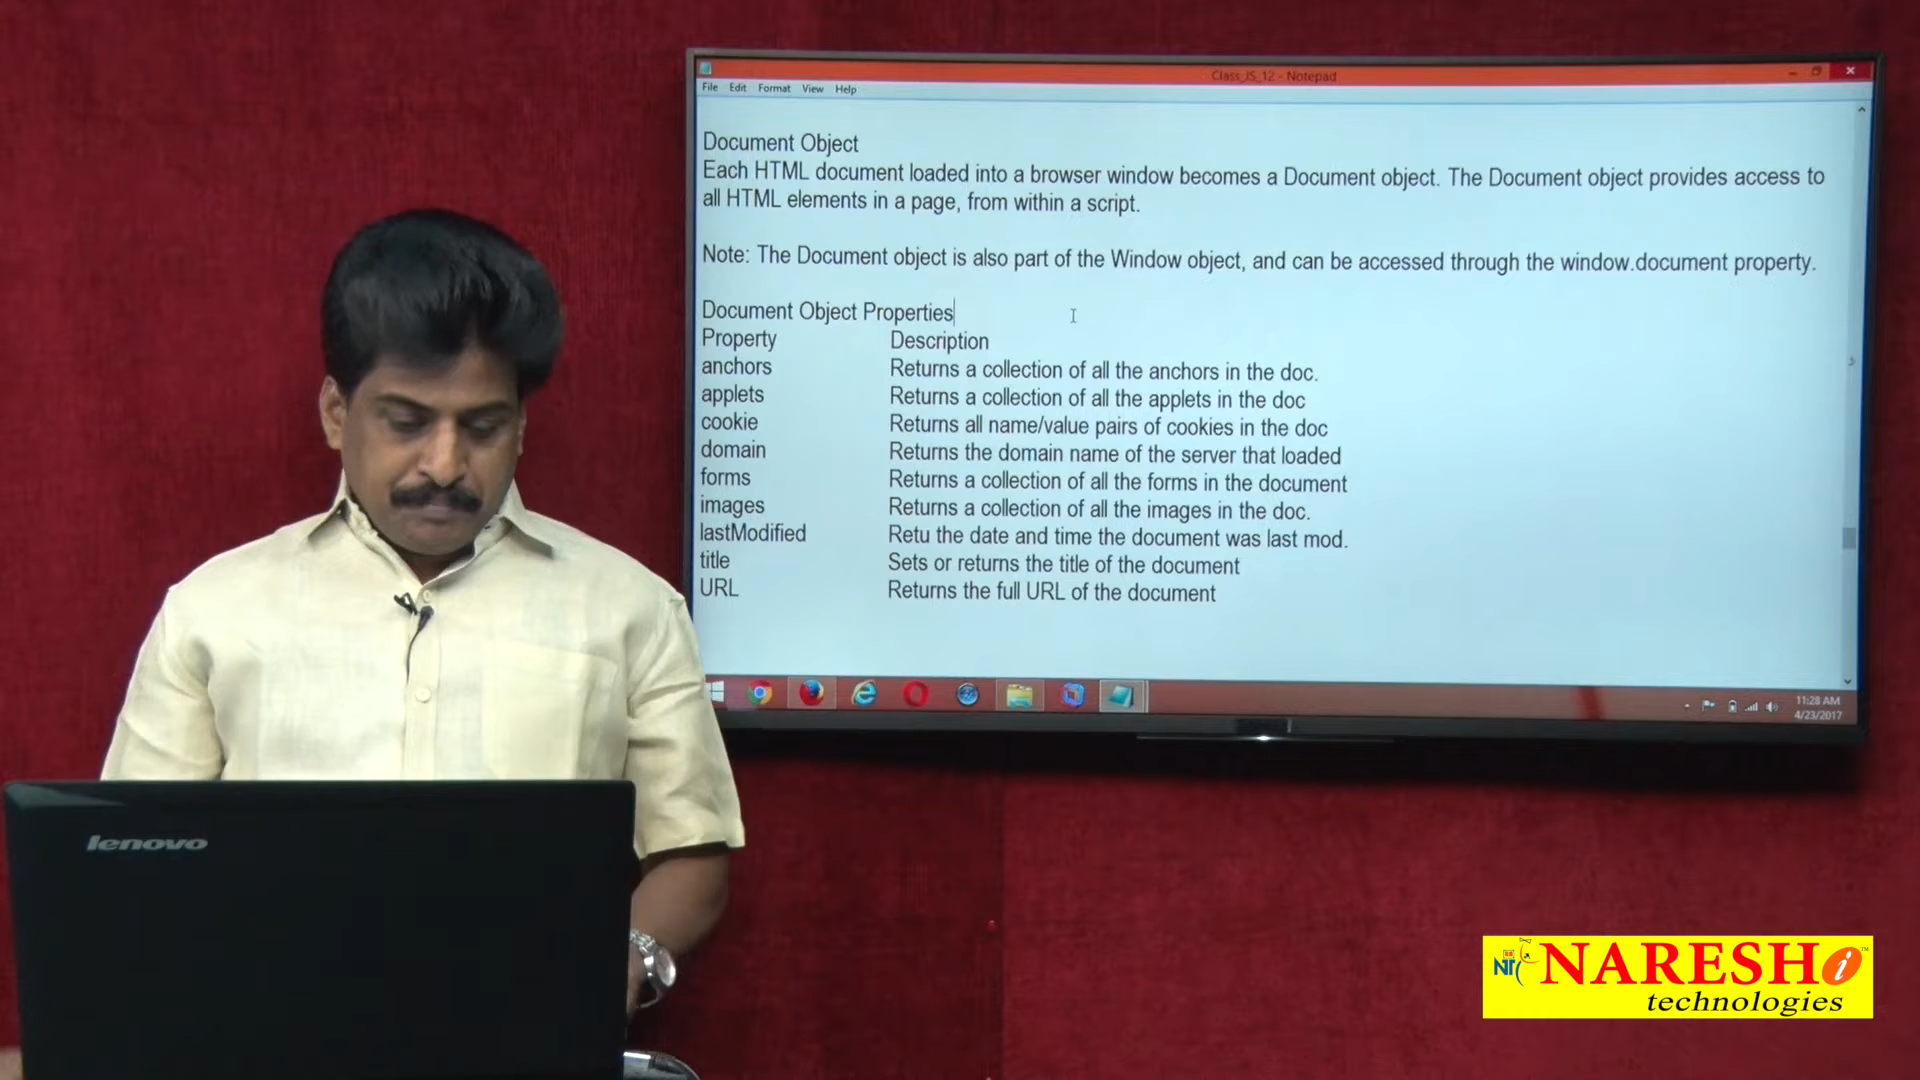 Class_JS_12 - Notepad
File Edit Format View Help
Document Object
Each HTML document loaded into a browser window becomes a Document object. The Document object provides access to
all HTML elements in a page, from within a script.
Note: The Document object is also part of the Window object, and can be accessed through the window.document property.
Document Object Properties
Property Description
anchors Returns a collection of all the anchors in the doc.
applets Returns a collection of all the applets in the doc
cookie Returns all name/value pairs of cookies in the doc
domain Returns the domain name of the server that loaded
forms Returns a collection of all the forms in the document
images Returns a collection of all the images in the doc.
lastModified Retu the date and time the document was last mod.
title Sets or returns the title of the document
URL Returns the full URL of the document
11:28 AM
4/23/2017
lenovo
NARESH i
technologies